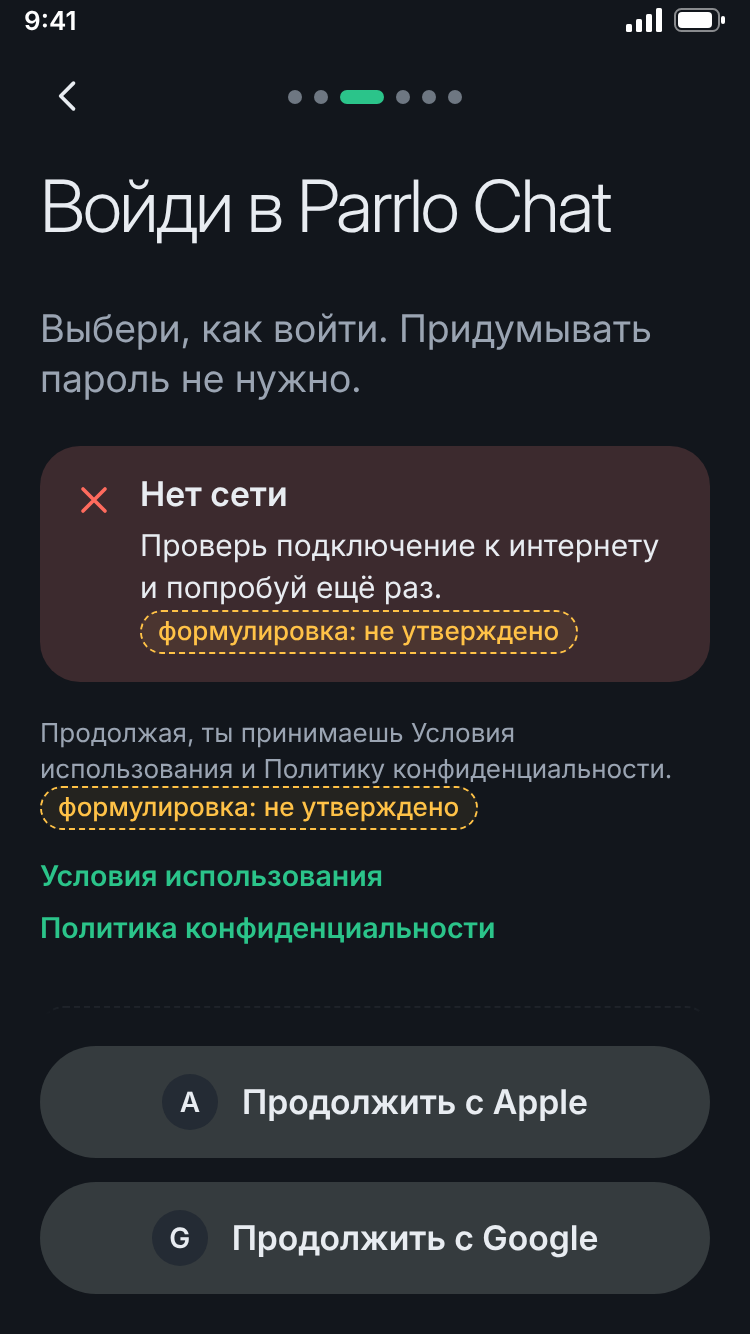 9:41
Войди в Parrlo Chat
Выбери, как войти. Придумывать
пароль не нужно.
Нет сети
Проверь подключение к интернету
и попробуй ещё раз.
формулировка: не утверждено
Продолжая, ты принимаешь Условия
использования и Политику конфиденциальности.
формулировка: не утверждено
Условия использования
Политика конфиденциальности
A Продолжить с Apple
G Продолжить с Google